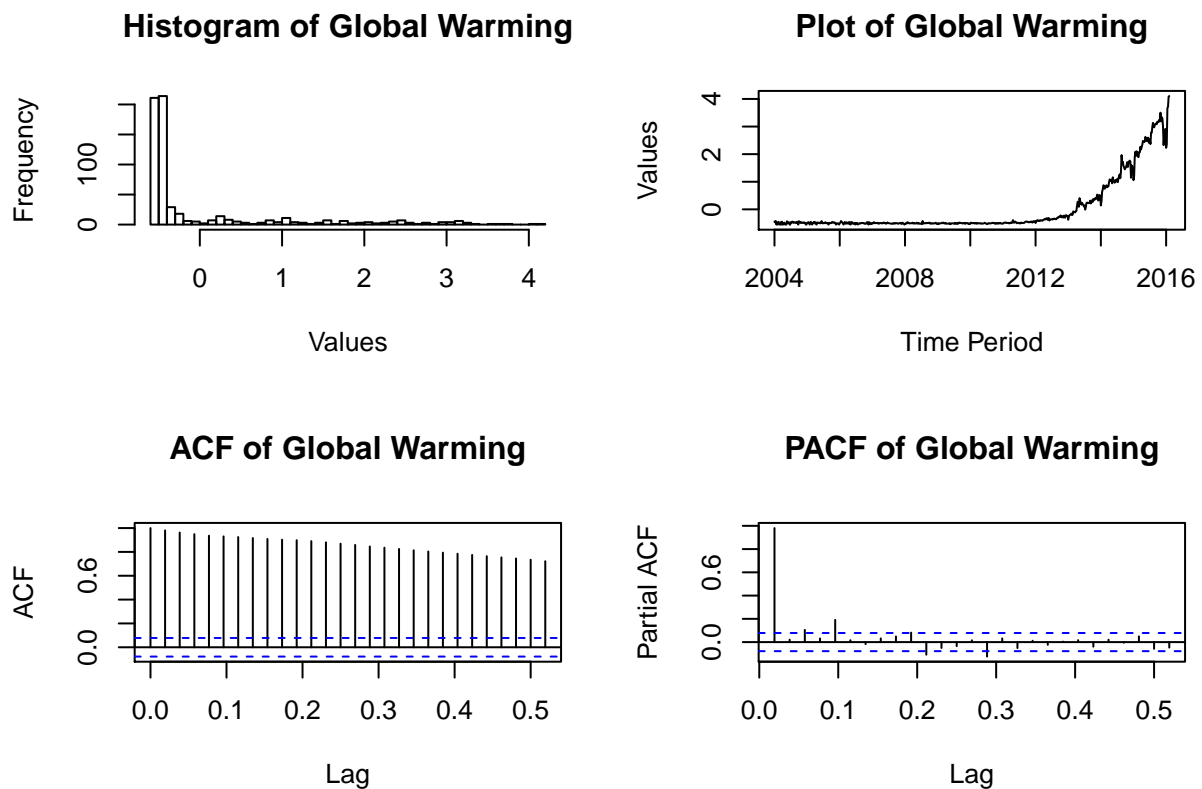 Histogram of Global Warming
Frequency
0 100
0 1 2 3 4
Values
Plot of Global Warming
Values
0 2 4
2004 2008 2012 2016
Time Period
ACF of Global Warming
ACF
0.0 0.6
0.0 0.1 0.2 0.3 0.4 0.5
Lag
PACF of Global Warming
Partial ACF
0.0 0.6
0.0 0.1 0.2 0.3 0.4 0.5
Lag